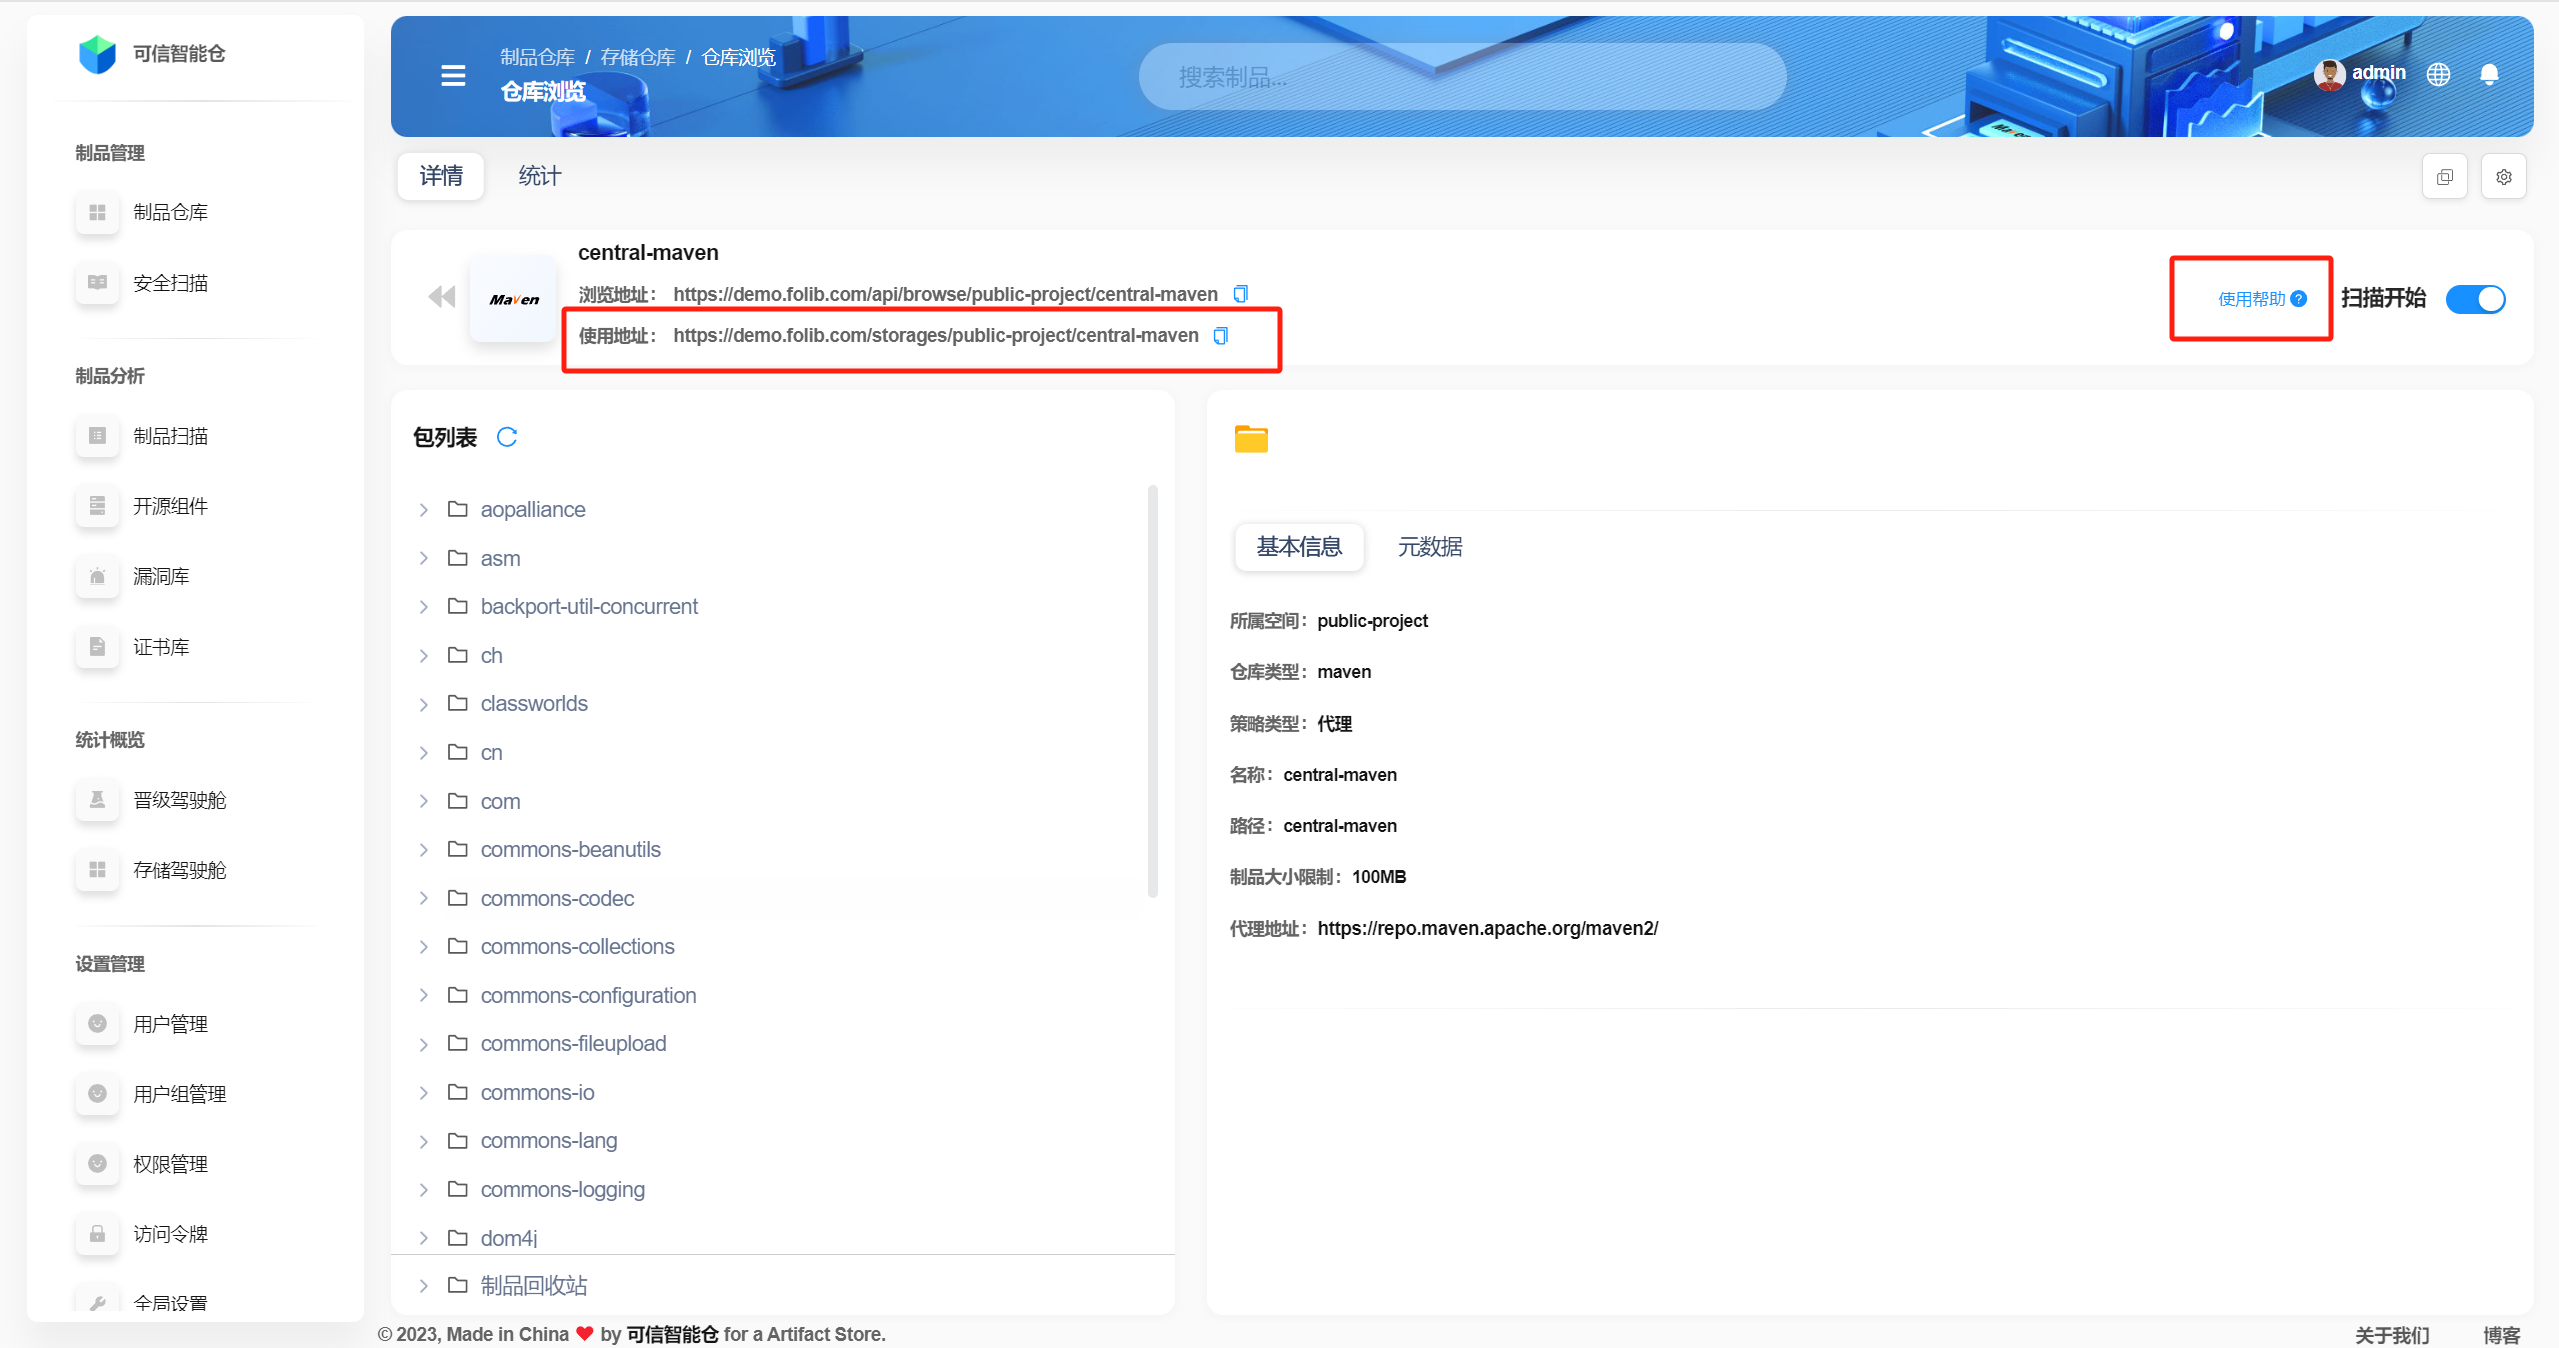 可信智能仓
制品管理
制品仓库
安全扫描
制品分析
制品扫描
开源组件
漏洞库
证书库
统计概览
晋级驾驶舱
存储驾驶舱
设置管理
用户管理
用户组管理
权限管理
访问令牌
全局设置
制品仓库 / 存储仓库 / 仓库浏览
仓库浏览
搜索制品...
Maven
admin
详情 统计
Maven
central-maven
浏览地址： https://demo.folib.com/api/browse/public-project/central-maven
使用地址： https://demo.folib.com/storages/public-project/central-maven
使用帮助 ? 扫描开始
包列表
aopalliance
asm
backport-util-concurrent
ch
classworlds
cn
com
commons-beanutils
commons-codec
commons-collections
commons-configuration
commons-fileupload
commons-io
commons-lang
commons-logging
dom4j
制品回收站
基本信息 元数据
所属空间： public-project
仓库类型： maven
策略类型： 代理
名称： central-maven
路径： central-maven
制品大小限制： 100MB
代理地址： https://repo.maven.apache.org/maven2/
© 2023, Made in China ❤ by 可信智能仓 for a Artifact Store.
关于我们 博客